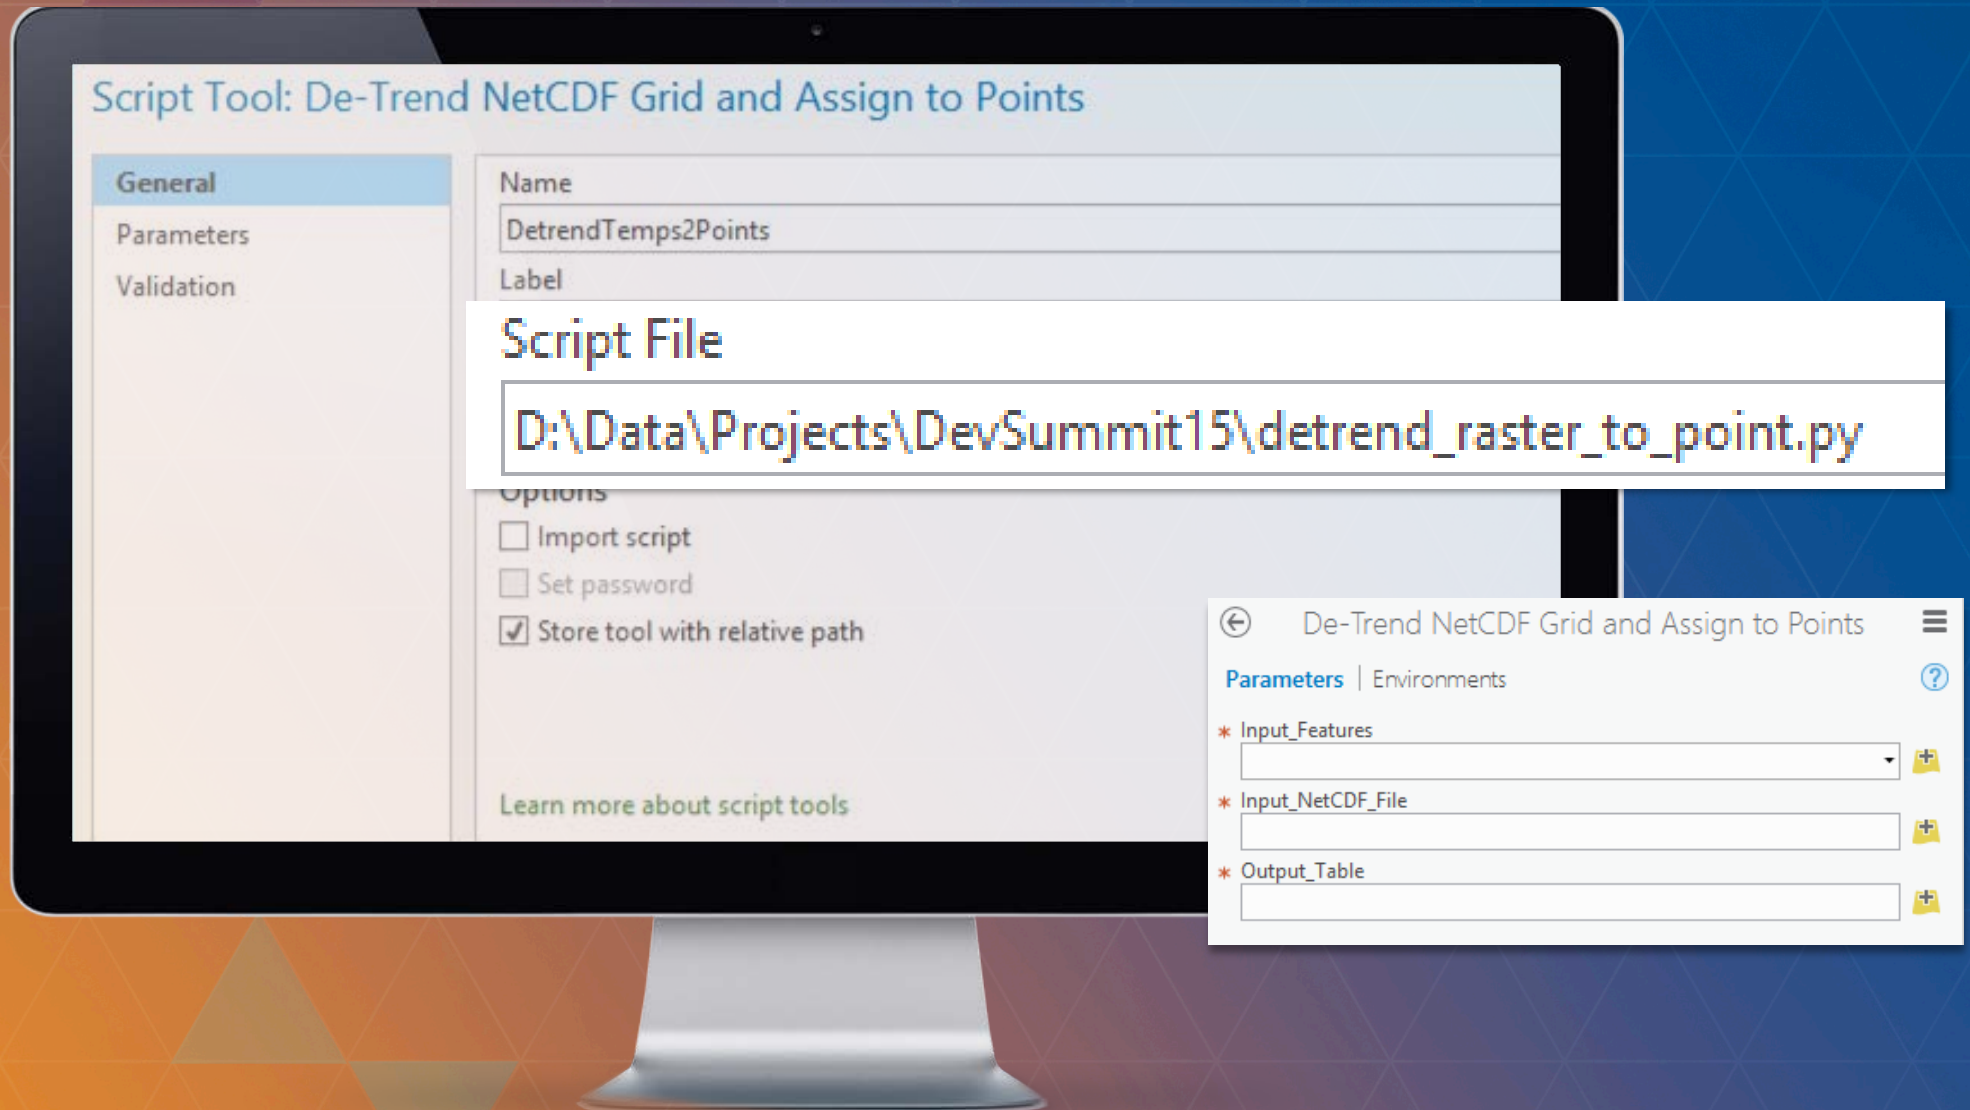 Script Tool: De-Trend NetCDF Grid and Assign to Points
General
Parameters
Validation
Name
DetrendTemps2Points
Label
Script File
D:\Data\Projects\DevSummit15\detrend_raster_to_point.py
Options
Import script
Set password
Store tool with relative path
Learn more about script tools
De-Trend NetCDF Grid and Assign to Points
Parameters | Environments
* Input_Features
* Input_NetCDF_File
* Output_Table